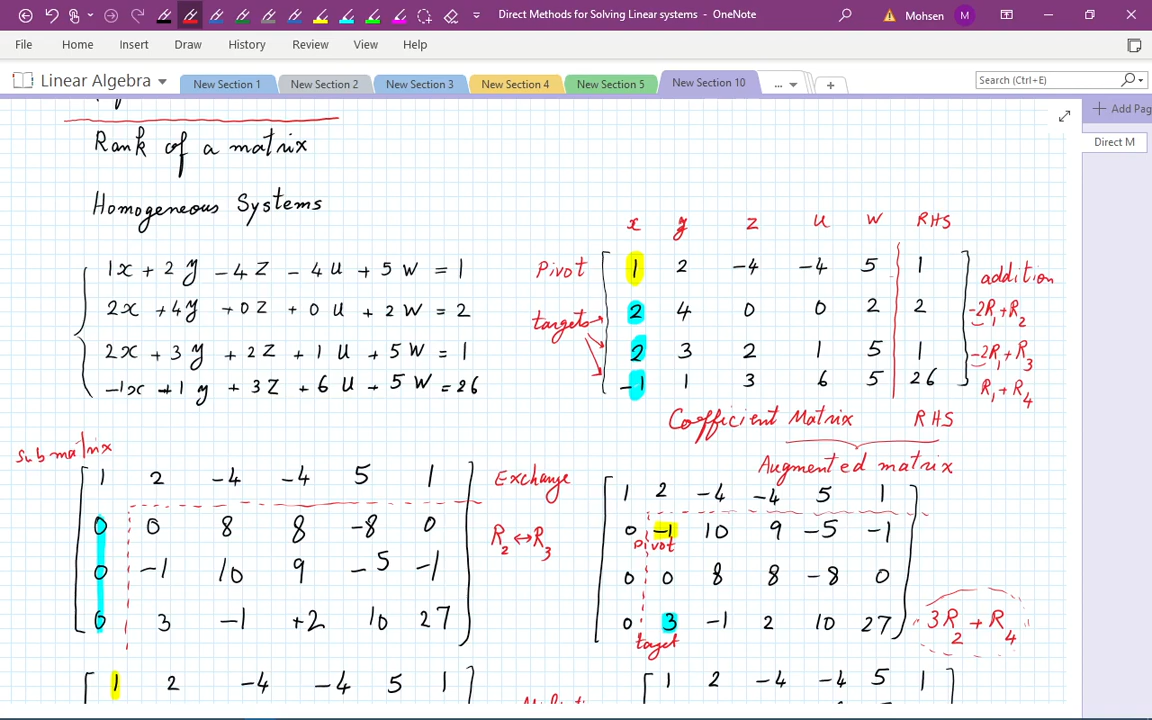 Direct Methods for Solving Linear systems - OneNote
Mohsen M
File Home Insert Draw History Review View Help
Linear Algebra New Section 1 New Section 2 New Section 3 New Section 4 New Section 5 New Section 10 ... Search (Ctrl+E)
Add Pag
Direct M
Rank of a matrix
Homogeneous Systems
1x + 2y - 4z - 4u + 5w = 1
2x + 4y + 0z + 0u + 2w = 2
2x + 3y + 2z + 1u + 5w = 1
-1x + 1y + 3z + 6u + 5w = 26
x y z u w RHS
Pivot 1 2 -4 -4 5 1 addition
targets 2 4 0 0 2 2 -2R1+R2
2 3 2 1 5 1 -2R1+R3
-1 1 3 6 5 26 R1+R4
Coefficient Matrix RHS
Augmented matrix
Submatrix
1 2 -4 -4 5 1 Exchange
0 0 8 8 -8 0 R2↔R3
0 -1 10 9 -5 -1
0 3 -1 +2 10 27
1 2 -4 -4 5 1
0 -1 10 9 -5 -1
pivot
0 0 8 8 -8 0
0 3 -1 2 10 27 3R2 + R4
target
1 2 -4 -4 5 1
1 2 -4 -4 5 1